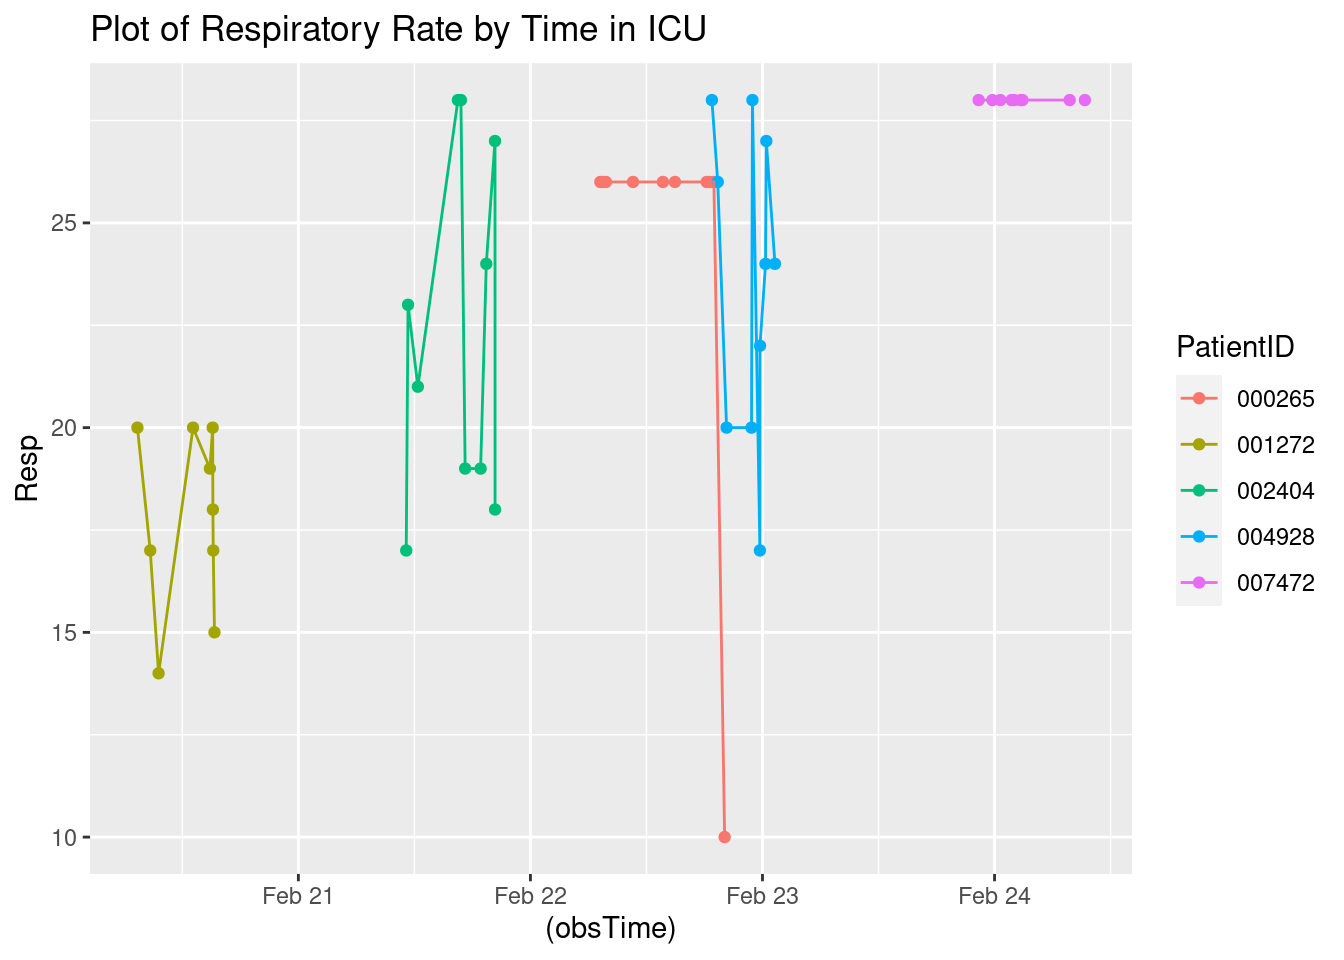 Plot of Respiratory Rate by Time in ICU
Resp
25
20
15
10
Feb 21
Feb 22
Feb 23
Feb 24
(obsTime)
PatientID
000265
001272
002404
004928
007472